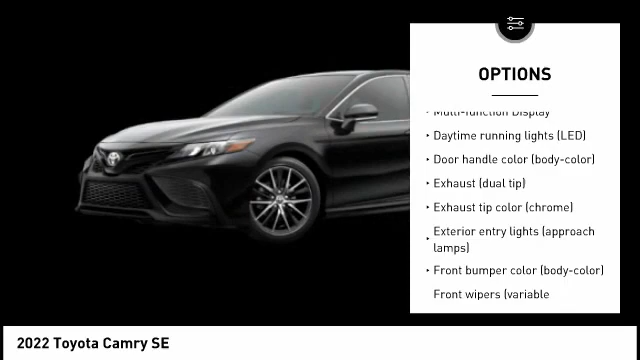 OPTIONS
Multi-function Display
Daytime running lights (LED)
Door handle color (body-color)
Exhaust (dual tip)
Exhaust tip color (chrome)
Exterior entry lights (approach
lamps)
Front bumper color (body-color)
Front wipers (variable
2022 Toyota Camry SE